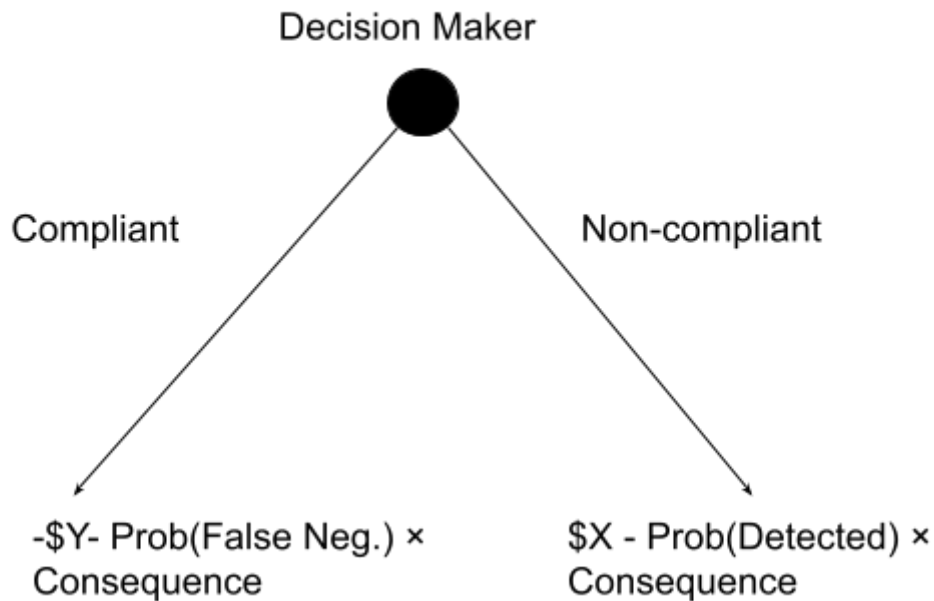 Decision Maker
Compliant
Non-compliant
-$Y- Prob(False Neg.) ×
Consequence
$X - Prob(Detected) ×
Consequence